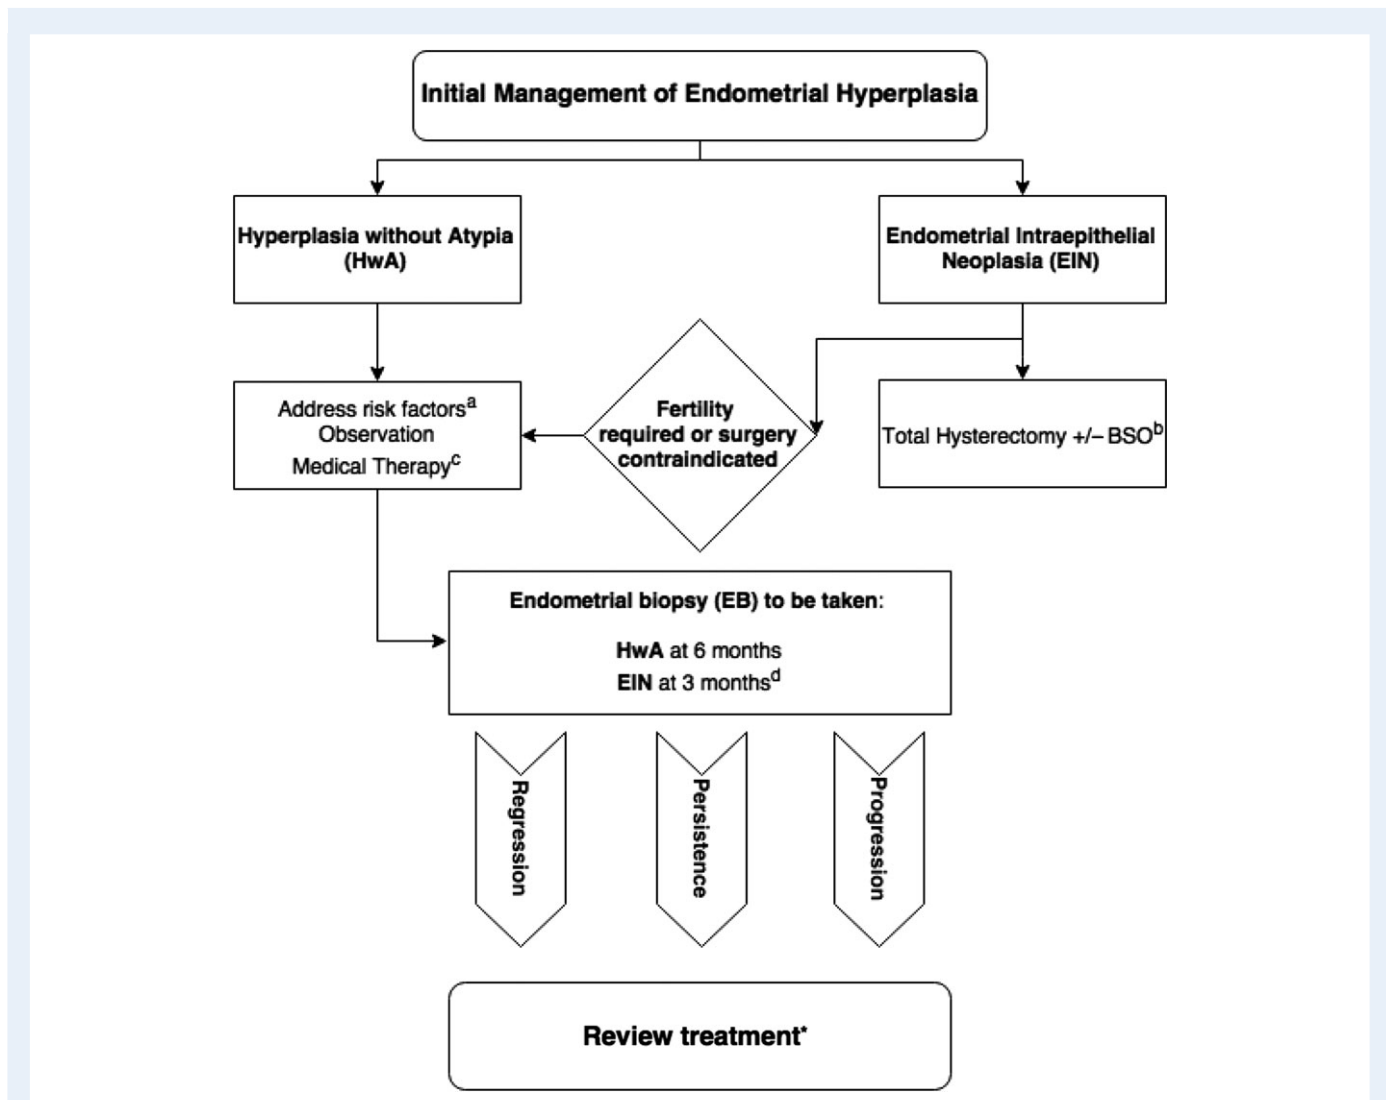 Initial Management of Endometrial Hyperplasia
Hyperplasia without Atypia
(HwA)
Endometrial Intraepithelial
Neoplasia (EIN)
Address risk factorsᵃ
Observation
Medical Therapyᶜ
Fertility
required or surgery
contraindicated
Total Hysterectomy +/– BSOᵇ
Endometrial biopsy (EB) to be taken:
HwA at 6 months
EIN at 3 monthsᵈ
Regression
Persistence
Progression
Review treatment*